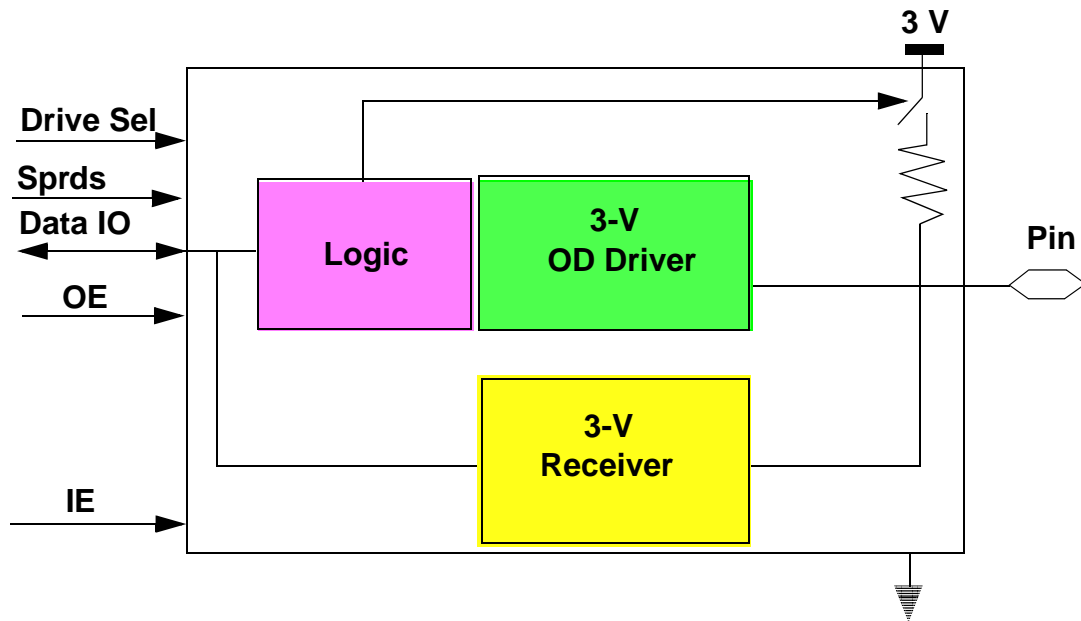 3 V
Drive Sel
Sprds
Data IO
OE
IE
Logic
3-V
OD Driver
3-V
Receiver
Pin